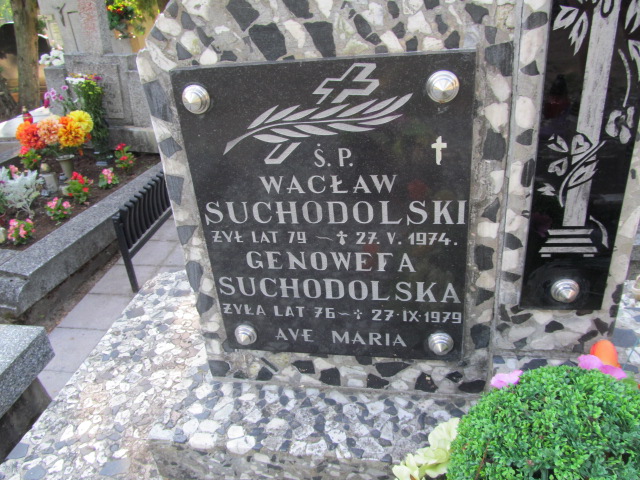 Ś. P.
WACŁAW
SUCHODOLSKI
ŻYŁ LAT 79 – ✝ 27. V. 1974.
GENOWEFA
SUCHODOLSKA
ŻYŁA LAT 76 – ✝ 27·IX·1979
AVE MARIA